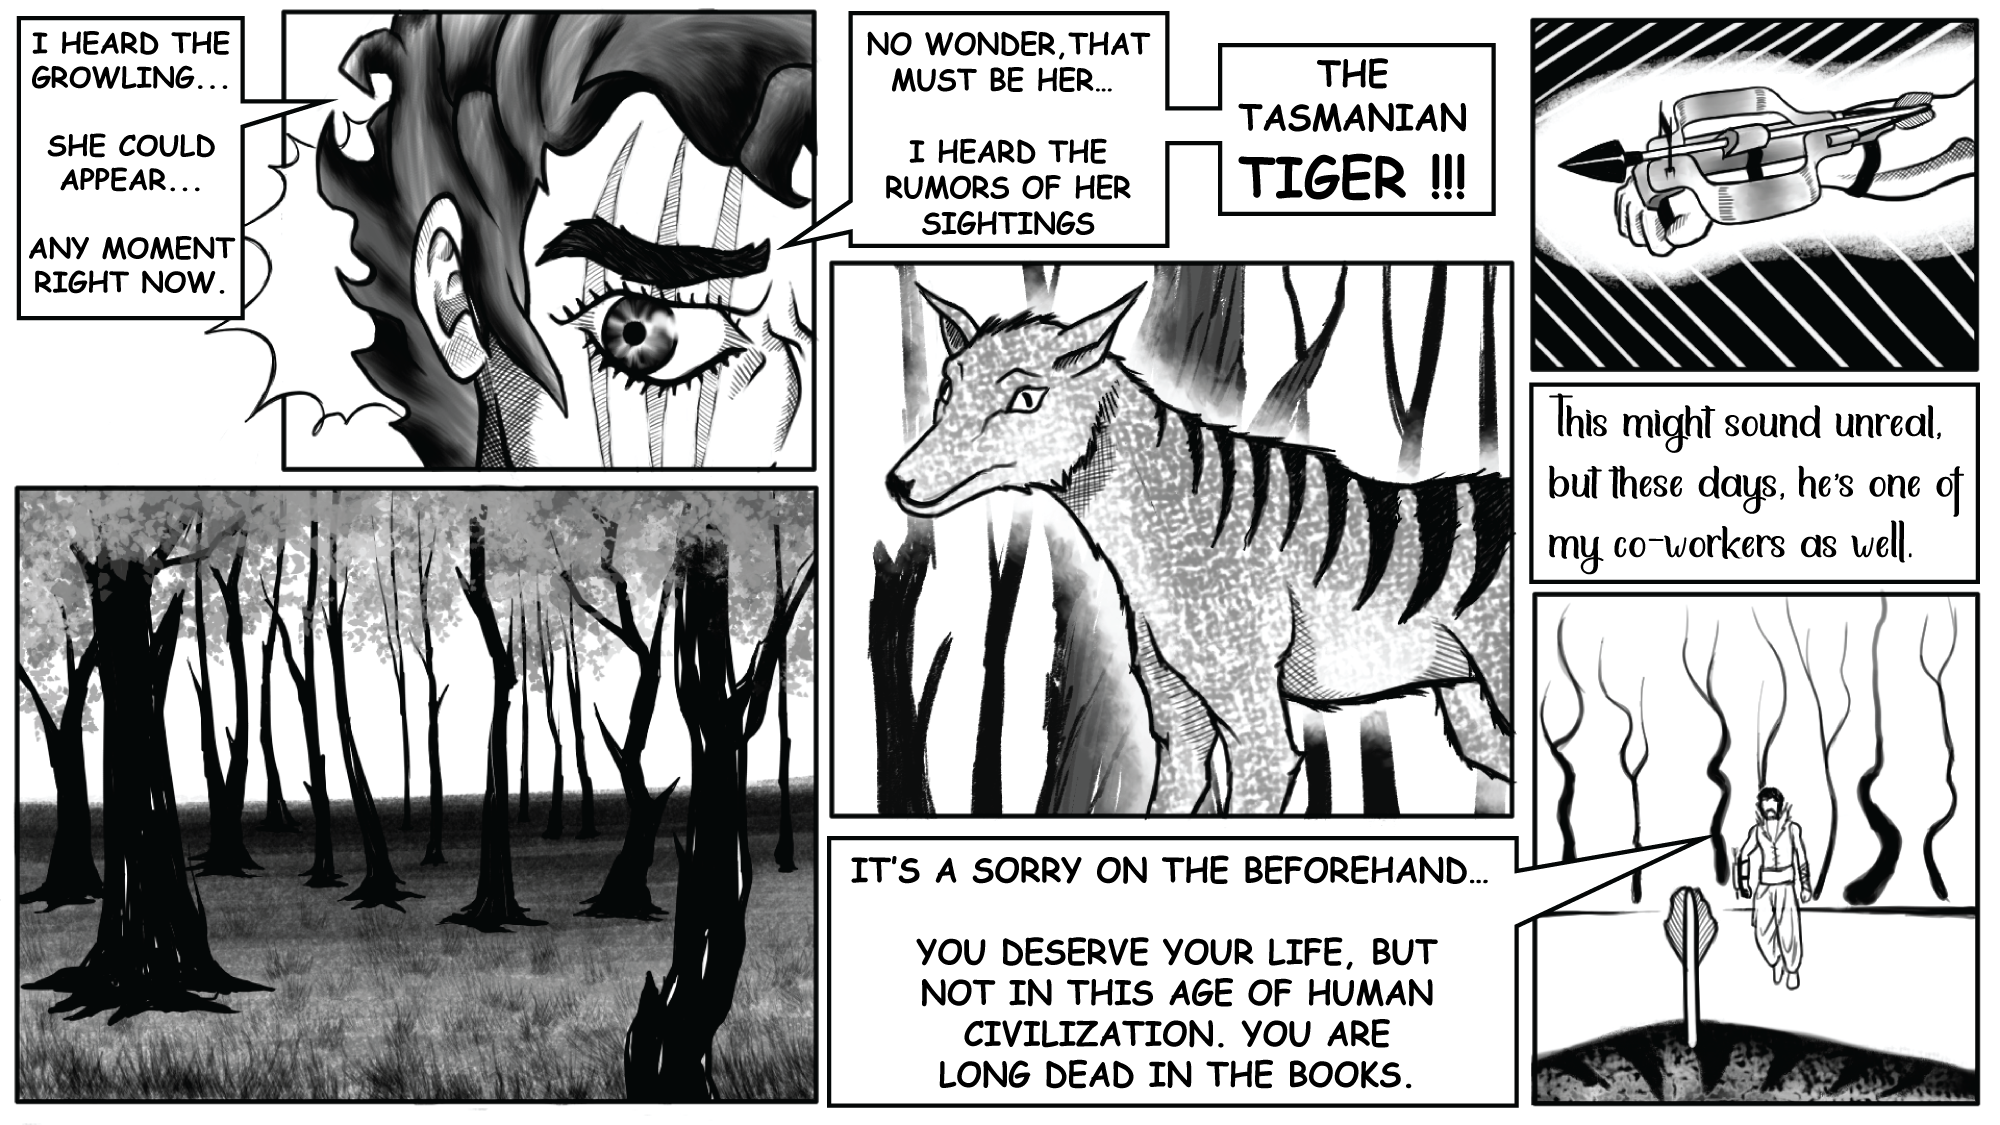 I HEARD THE
GROWLING...
SHE COULD
APPEAR...
ANY MOMENT
RIGHT NOW.
NO WONDER,THAT
MUST BE HER...
I HEARD THE
RUMORS OF HER
SIGHTINGS
THE
TASMANIAN
TIGER !!!
This might sound unreal,
but these days, he's one of
my co-workers as well.
IT'S A SORRY ON THE BEFOREHAND...
YOU DESERVE YOUR LIFE, BUT
NOT IN THIS AGE OF HUMAN
CIVILIZATION. YOU ARE
LONG DEAD IN THE BOOKS.